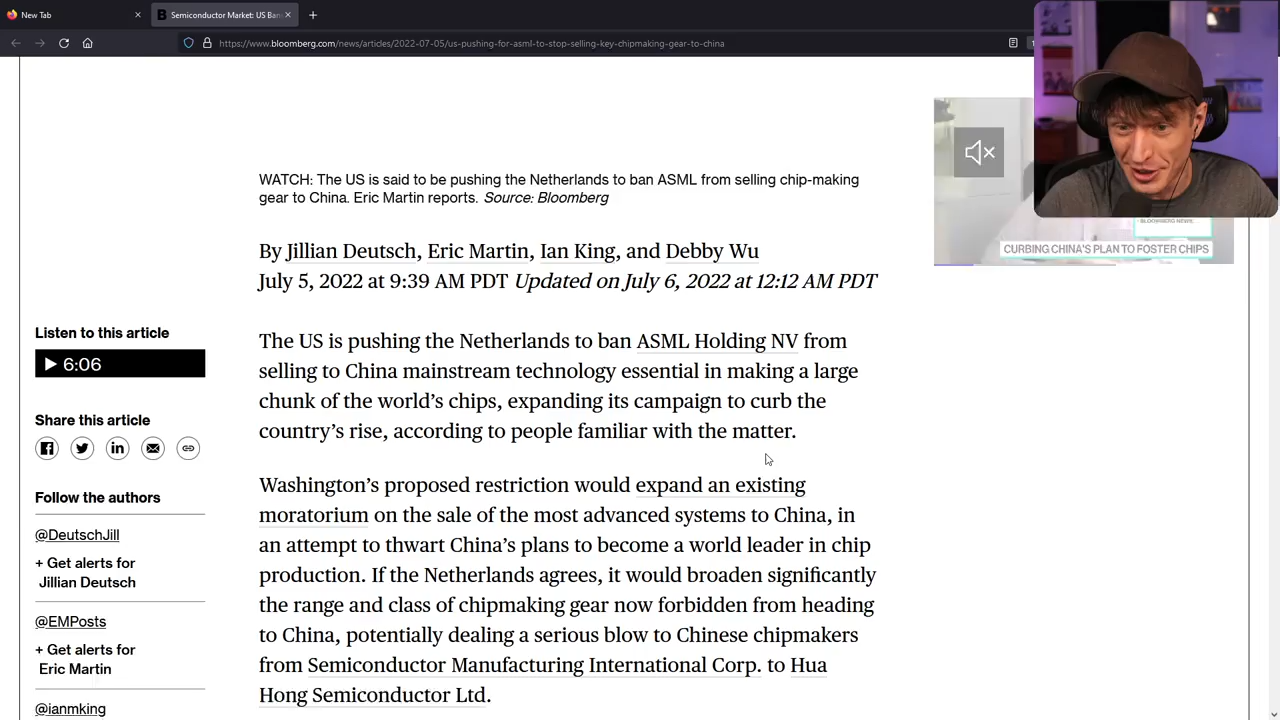 New Tab
Semiconductor Market: US Ban
https://www.bloomberg.com/news/articles/2022-07-05/us-pushing-for-asml-to-stop-selling-key-chipmaking-gear-to-china
WATCH: The US is said to be pushing the Netherlands to ban ASML from selling chip-making
gear to China. Eric Martin reports. Source: Bloomberg
BLOOMBERG NEWS
CURBING CHINA'S PLAN TO FOSTER CHIPS
By Jillian Deutsch, Eric Martin, Ian King, and Debby Wu
July 5, 2022 at 9:39 AM PDT Updated on July 6, 2022 at 12:12 AM PDT
Listen to this article
6:06
Share this article
Follow the authors
@DeutschJill
+ Get alerts for
Jillian Deutsch
@EMPosts
+ Get alerts for
Eric Martin
@ianmking
The US is pushing the Netherlands to ban ASML Holding NV from
selling to China mainstream technology essential in making a large
chunk of the world's chips, expanding its campaign to curb the
country's rise, according to people familiar with the matter.
Washington's proposed restriction would expand an existing
moratorium on the sale of the most advanced systems to China, in
an attempt to thwart China's plans to become a world leader in chip
production. If the Netherlands agrees, it would broaden significantly
the range and class of chipmaking gear now forbidden from heading
to China, potentially dealing a serious blow to Chinese chipmakers
from Semiconductor Manufacturing International Corp. to Hua
Hong Semiconductor Ltd.